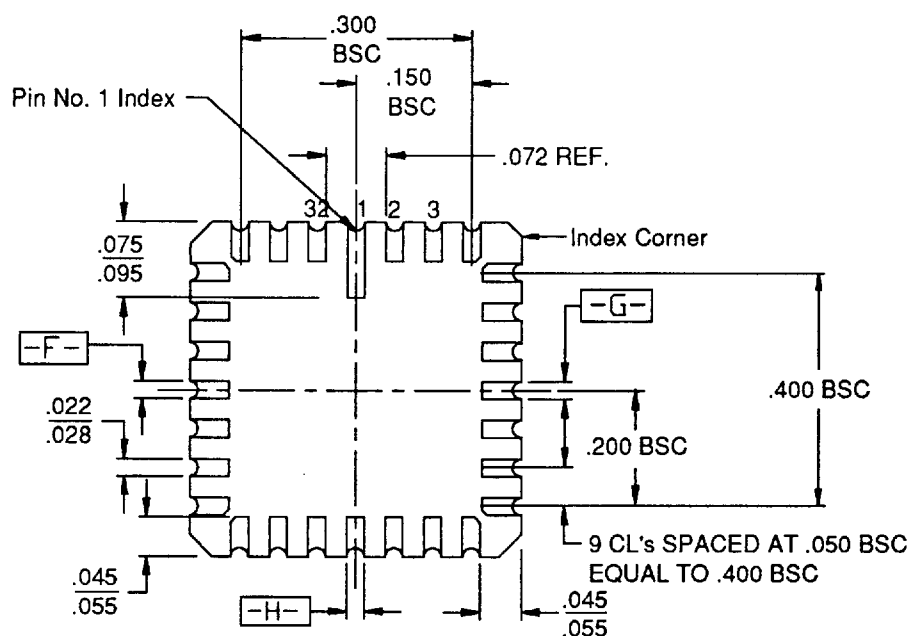 .300
BSC
.150
BSC
Pin No. 1 Index
.072 REF.
32 1 2 3
Index Corner
.075
.095
-G-
-F-
.400 BSC
.022
.028
.200 BSC
9 CL's SPACED AT .050 BSC
EQUAL TO .400 BSC
.045
.055
-H-
.045
.055